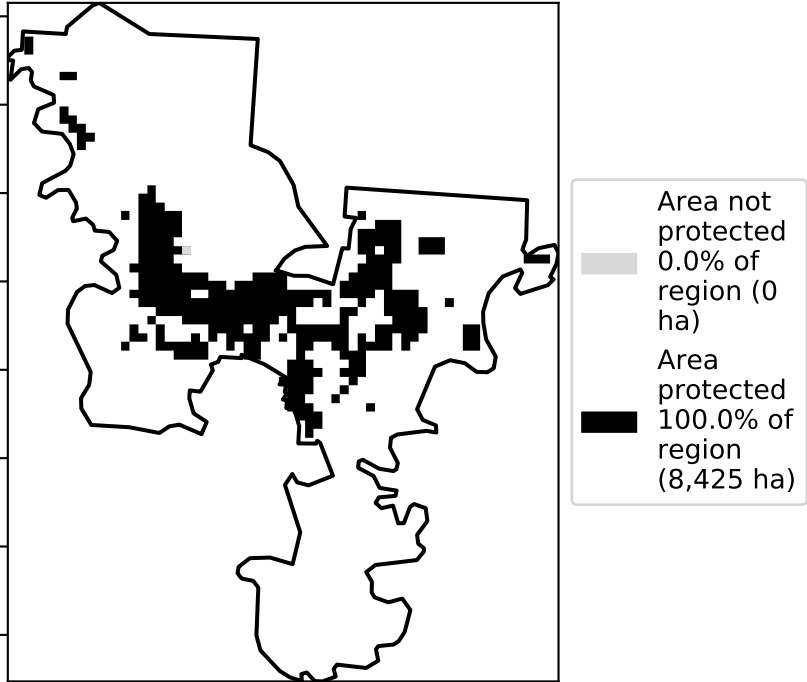 Area not
protected
0.0% of
region (0
ha)
Area
protected
100.0% of
region
(8,425 ha)